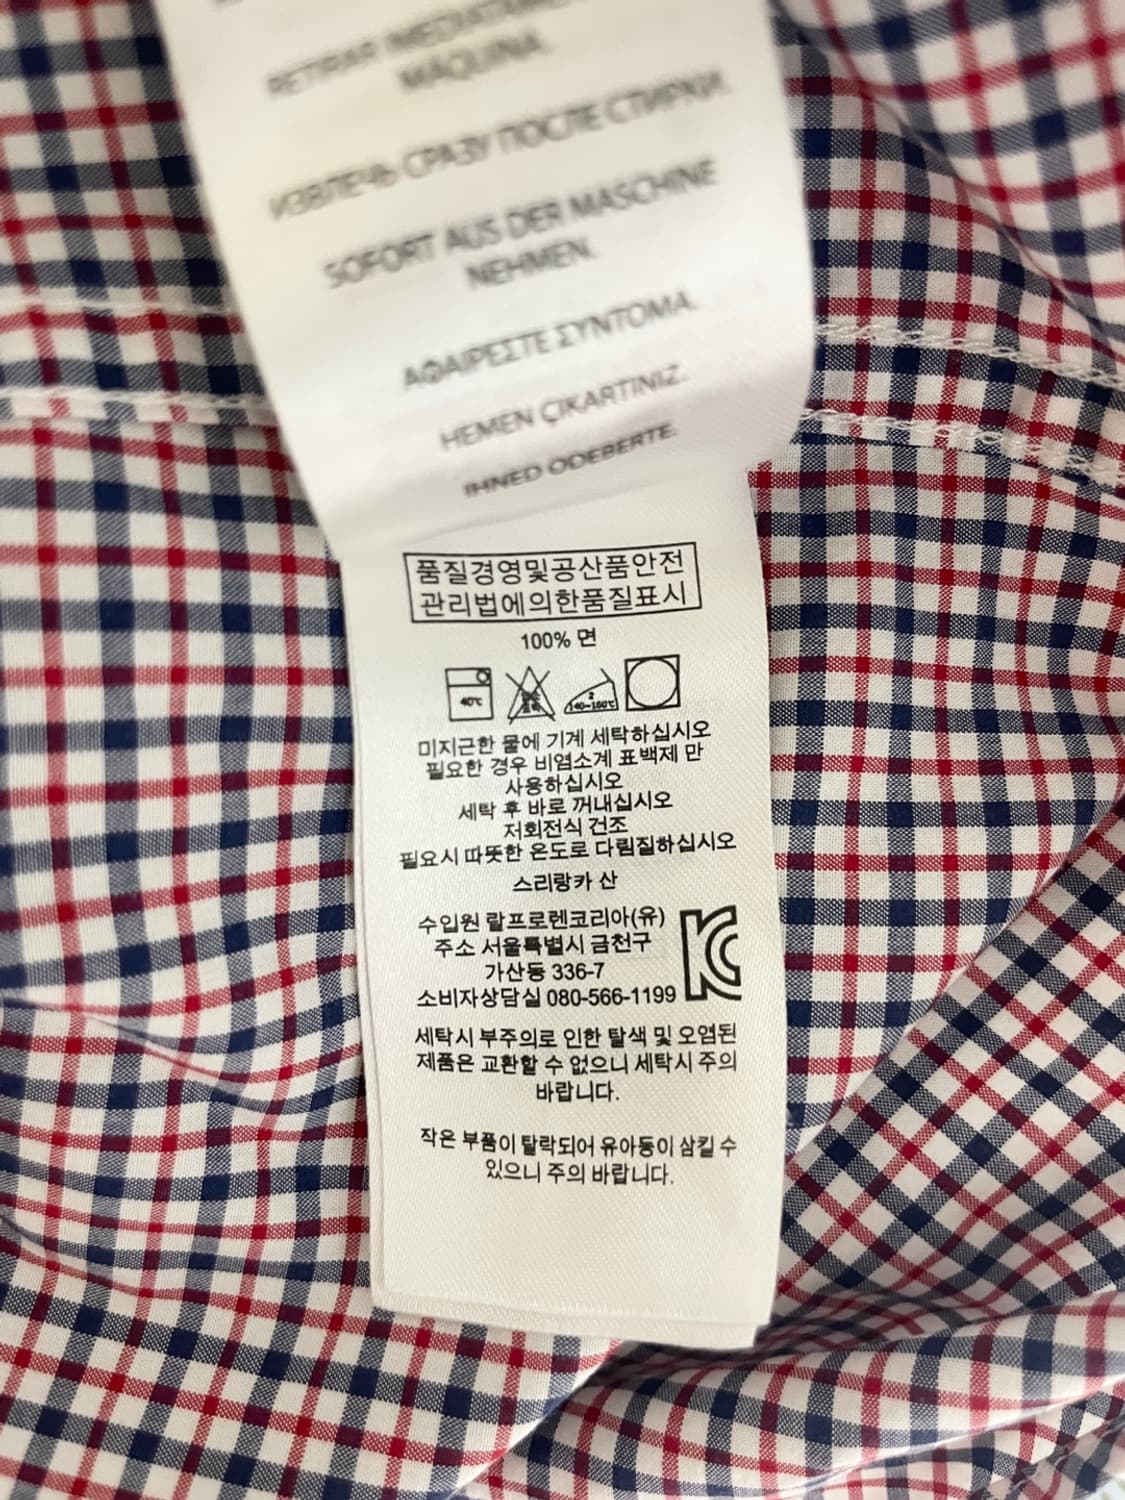 RETIRAR
MÁQUINA.
ИЗВЛЕЧЬ СРАЗУ ПОСЛЕ СТИРКИ.
SOFORT AUS DER MASCHINE
NEHMEN.
ΑΦΑΙΡΕΣΤΕ ΣΥΝΤΟΜΑ.
HEMEN ÇIKARTINIZ.
IHNED ODEBERTE.
품질경영및공산품안전
관리법에의한품질표시
100% 면
40℃
2
140~160℃
미지근한 물에 기계 세탁하십시오
필요한 경우 비염소계 표백제 만
사용하십시오
세탁 후 바로 꺼내십시오
저회전식 건조
필요시 따뜻한 온도로 다림질하십시오
스리랑카 산
수입원 랄프로렌코리아(유)
주소 서울특별시 금천구
가산동 336-7
소비자상담실 080-566-1199
KC
세탁시 부주의로 인한 탈색 및 오염된
제품은 교환할 수 없으니 세탁시 주의
바랍니다.
작은 부품이 탈락되어 유아등이 삼킬 수
있으니 주의 바랍니다.